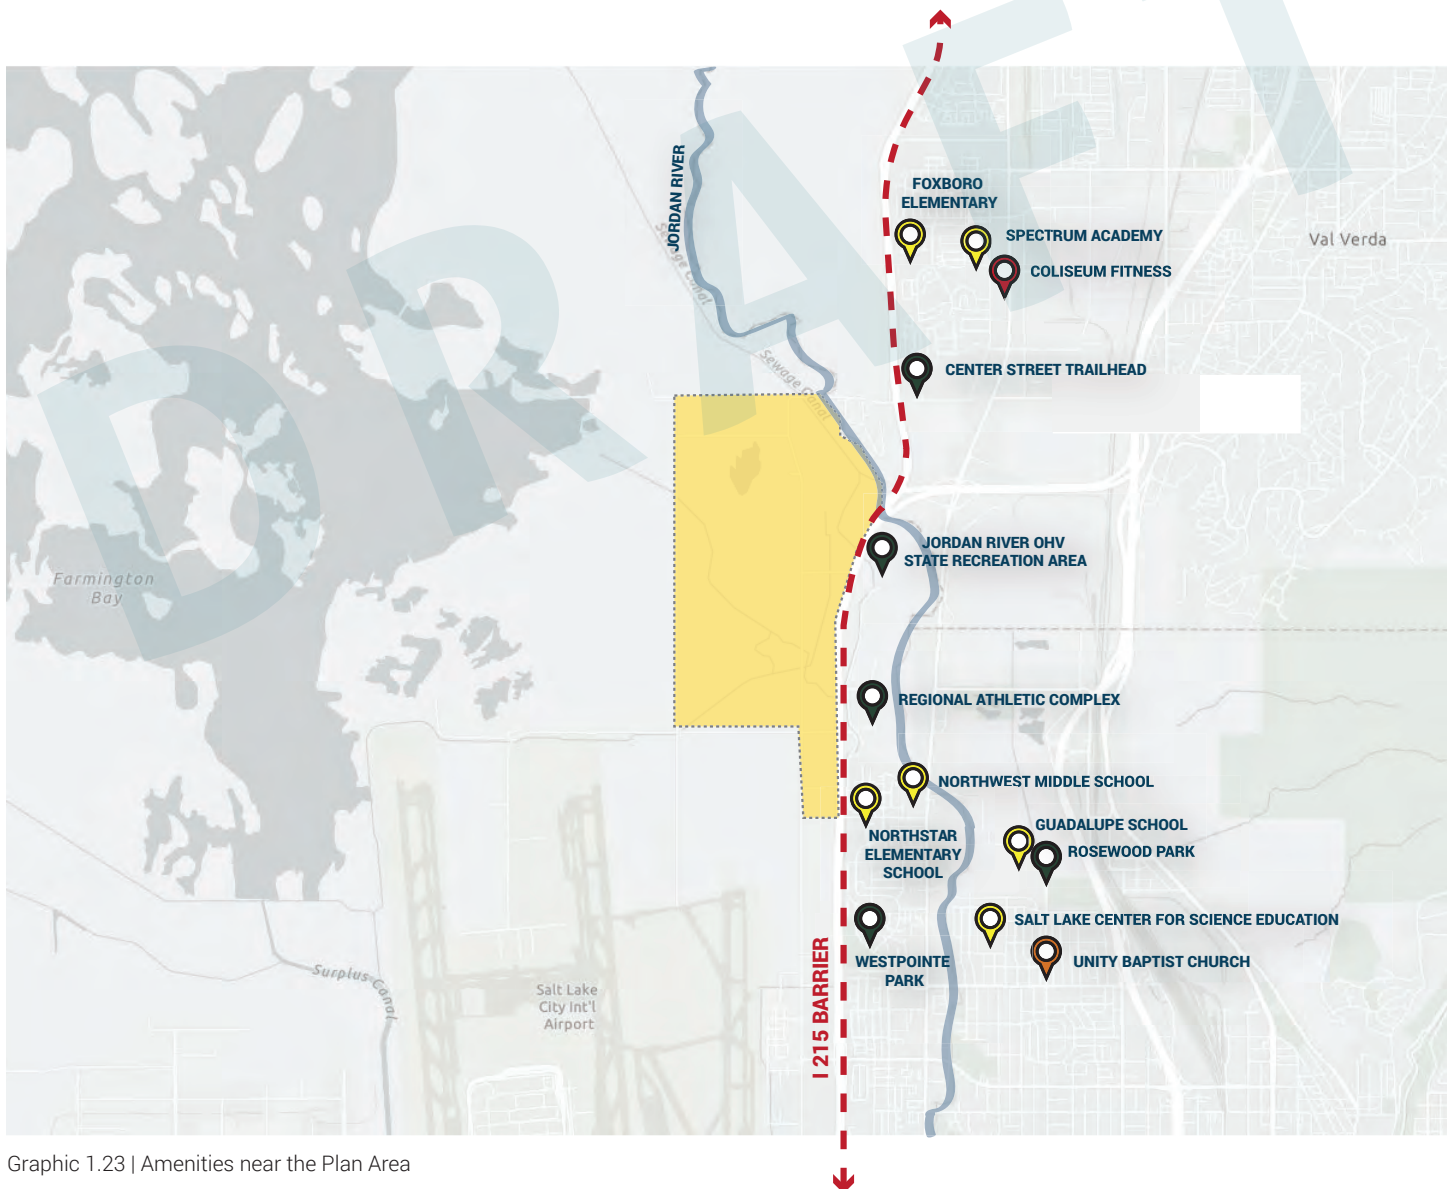 DRAFT
JORDAN RIVER
FOXBORO
ELEMENTARY
SPECTRUM ACADEMY
Val Verda
COLISEUM FITNESS
Sewage Canal
Sewage Canal
CENTER STREET TRAILHEAD
JORDAN RIVER OHV
STATE RECREATION AREA
Farmington
Bay
REGIONAL ATHLETIC COMPLEX
NORTHWEST MIDDLE SCHOOL
GUADALUPE SCHOOL
NORTHSTAR
ELEMENTARY
SCHOOL
ROSEWOOD PARK
SALT LAKE CENTER FOR SCIENCE EDUCATION
WESTPOINTE
PARK
UNITY BAPTIST CHURCH
Surplus Canal
Salt Lake
City Int'l
Airport
I 215 BARRIER
Graphic 1.23 | Amenities near the Plan Area